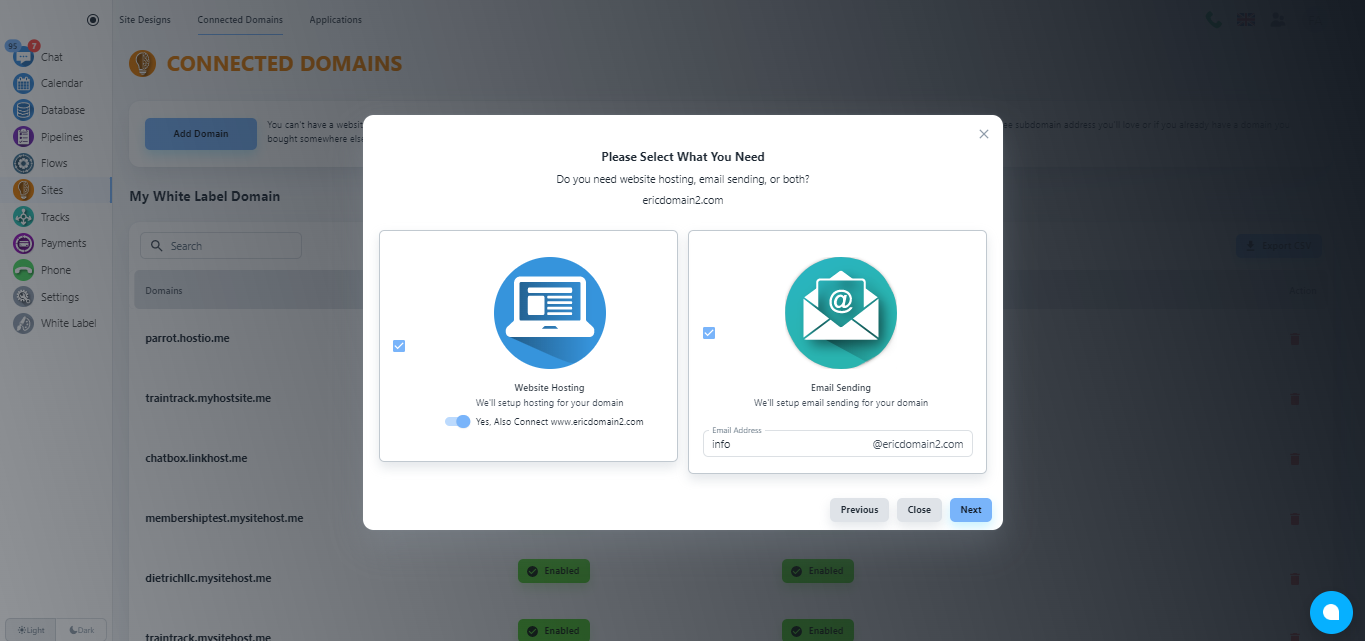 Site Designs
Connected Domains
Applications
95
7
Chat
Calendar
Database
Pipelines
Flows
Sites
Tracks
Payments
Phone
Settings
White Label
Light
Dark
CONNECTED DOMAINS
Add Domain
You can't have a websit
bought somewhere else
ee subdomain address you'll love or if you already have a domain you
My White Label Domain
Search
Export CSV
Domains
parrot.hostio.me
traintrack.myhostsite.me
chatbox.linkhost.me
membershiptest.mysitehost.me
dietrichllc.mysitehost.me
Enabled
Enabled
traintrack.mysitehost.me
Enabled
Enabled
Please Select What You Need
Do you need website hosting, email sending, or both?
ericdomain2.com
Website Hosting
We'll setup hosting for your domain
Yes, Also Connect www.ericdomain2.com
@
Email Sending
We'll setup email sending for your domain
Email Address
info
@ericdomain2.com
Previous
Close
Next